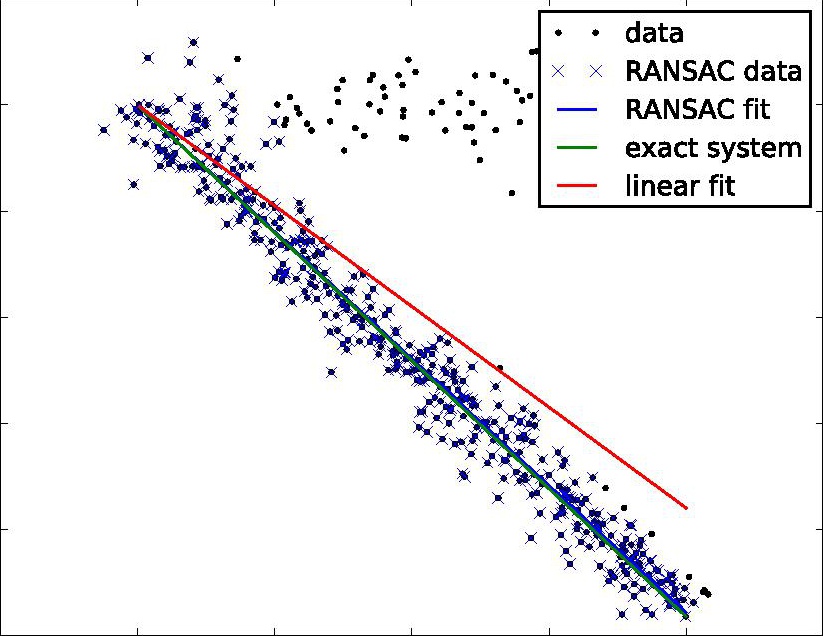 data
RANSAC data
RANSAC fit
exact system
linear fit